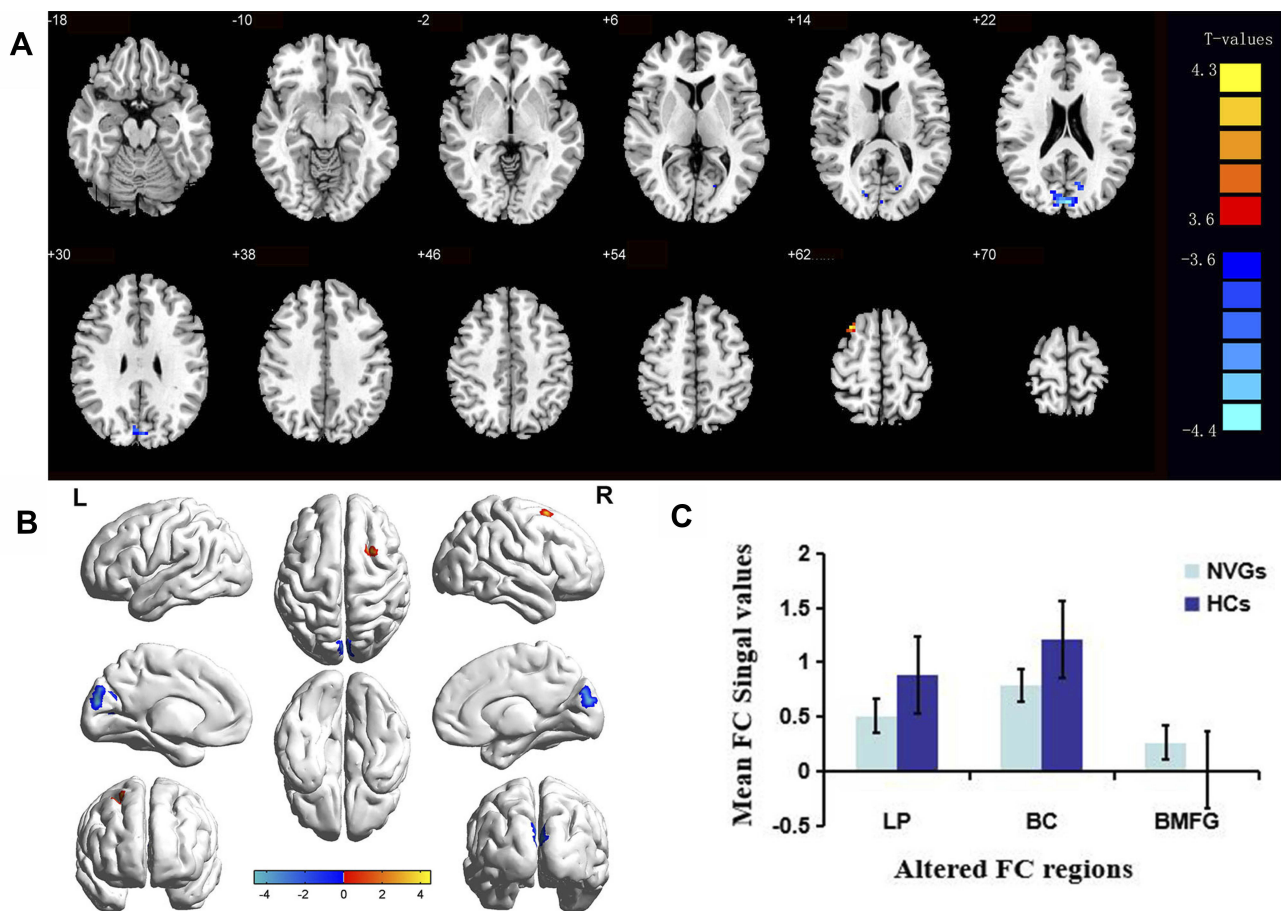 A
-18 -10 -2 +6 +14 +22
T-values
4.3
3.6
+30 +38 +46 +54 +62...... +70
-3.6
-4.4
B
L R
-4 -2 0 2 4
C
Mean FC Singal values
2
1.5
1
0.5
0
-0.5
NVGs
HCs
LP BC BMFG
Altered FC regions